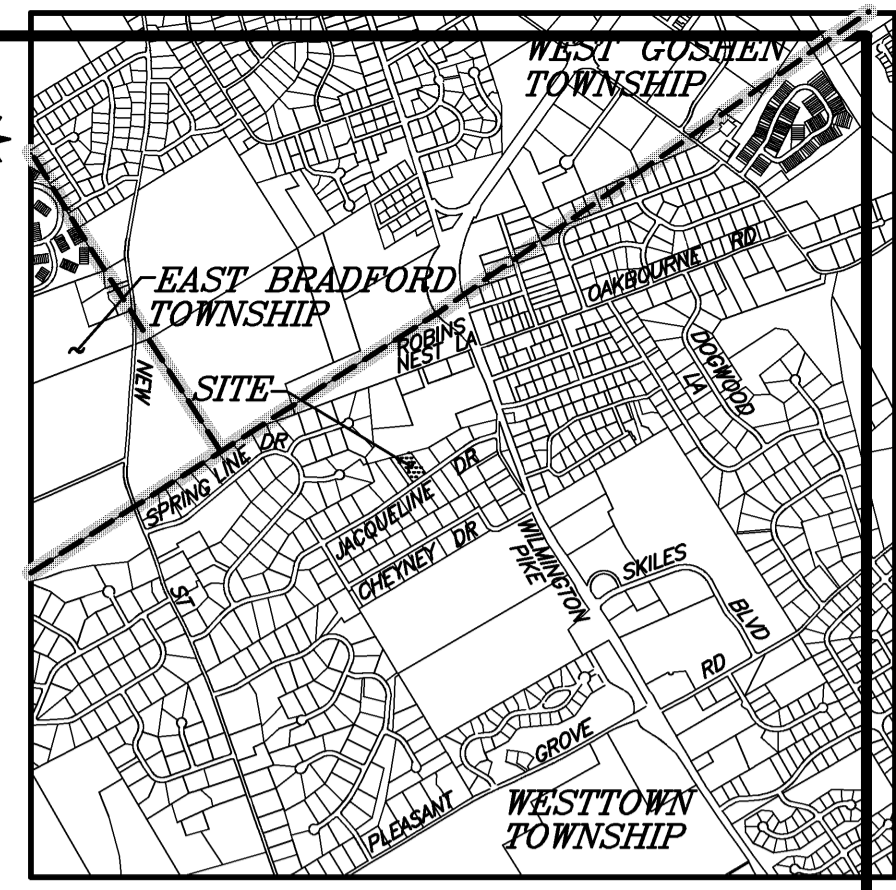 WEST GOSHEN
TOWNSHIP
EAST BRADFORD
TOWNSHIP
OAKBOURNE RD
ROBINS
NEST LA
DOGWOOD
LA
NEW
SITE
SPRING LINE DR
JACQUELINE DR
CHEYNEY DR
WILMINGTON
PIKE
SKILES
BLVD
ST
RD
GROVE
PLEASANT
WESTTOWN
TOWNSHIP